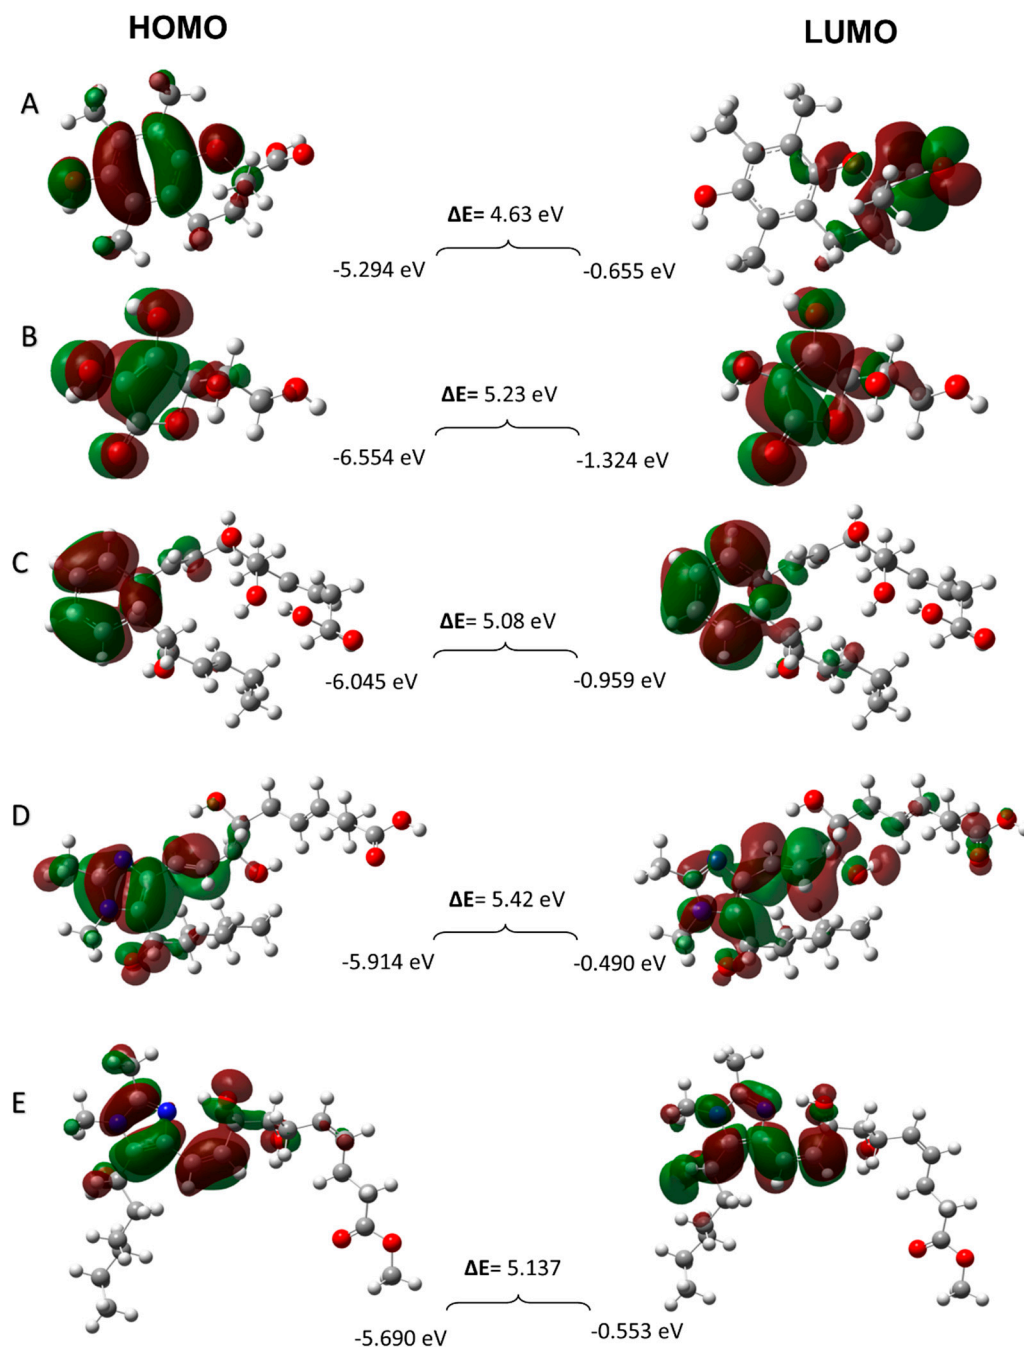 HOMO LUMO
A
ΔE= 4.63 eV
-5.294 eV -0.655 eV
B
ΔE= 5.23 eV
-6.554 eV -1.324 eV
C
ΔE= 5.08 eV
-6.045 eV -0.959 eV
D
ΔE= 5.42 eV
-5.914 eV -0.490 eV
E
ΔE= 5.137
-5.690 eV -0.553 eV